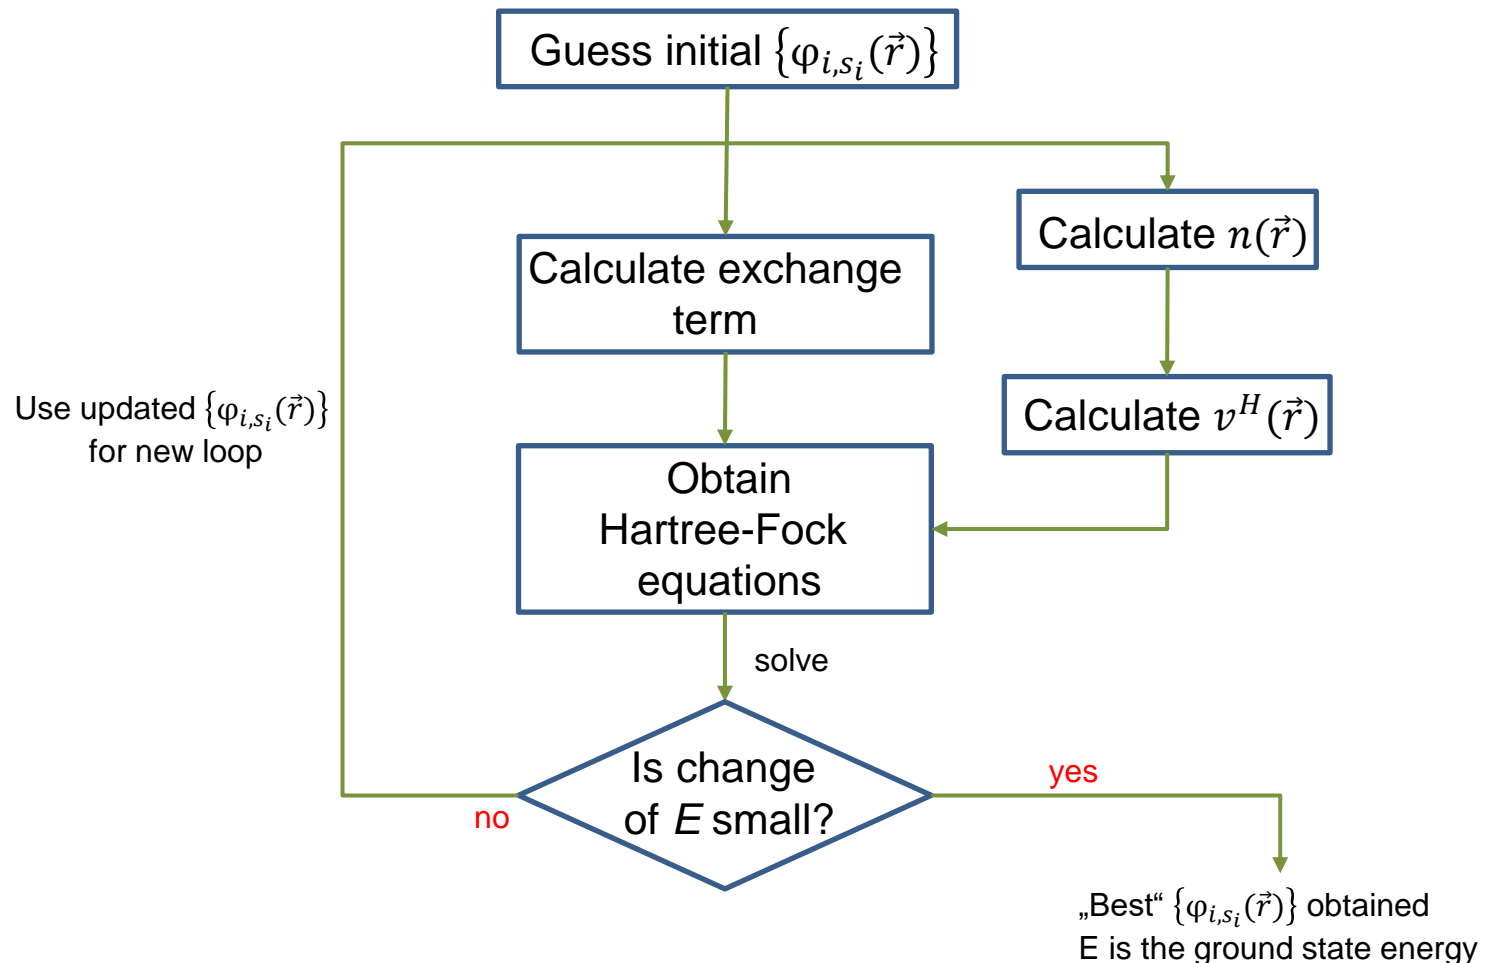 Guess initial {φ_{i,s_i}(r⃗)}
Calculate n(r⃗)
Calculate exchange
term
Calculate v^H(r⃗)
Use updated {φ_{i,s_i}(r⃗)}
for new loop
Obtain
Hartree-Fock
equations
solve
Is change
of E small?
yes
no
„Best“ {φ_{i,s_i}(r⃗)} obtained
E is the ground state energy